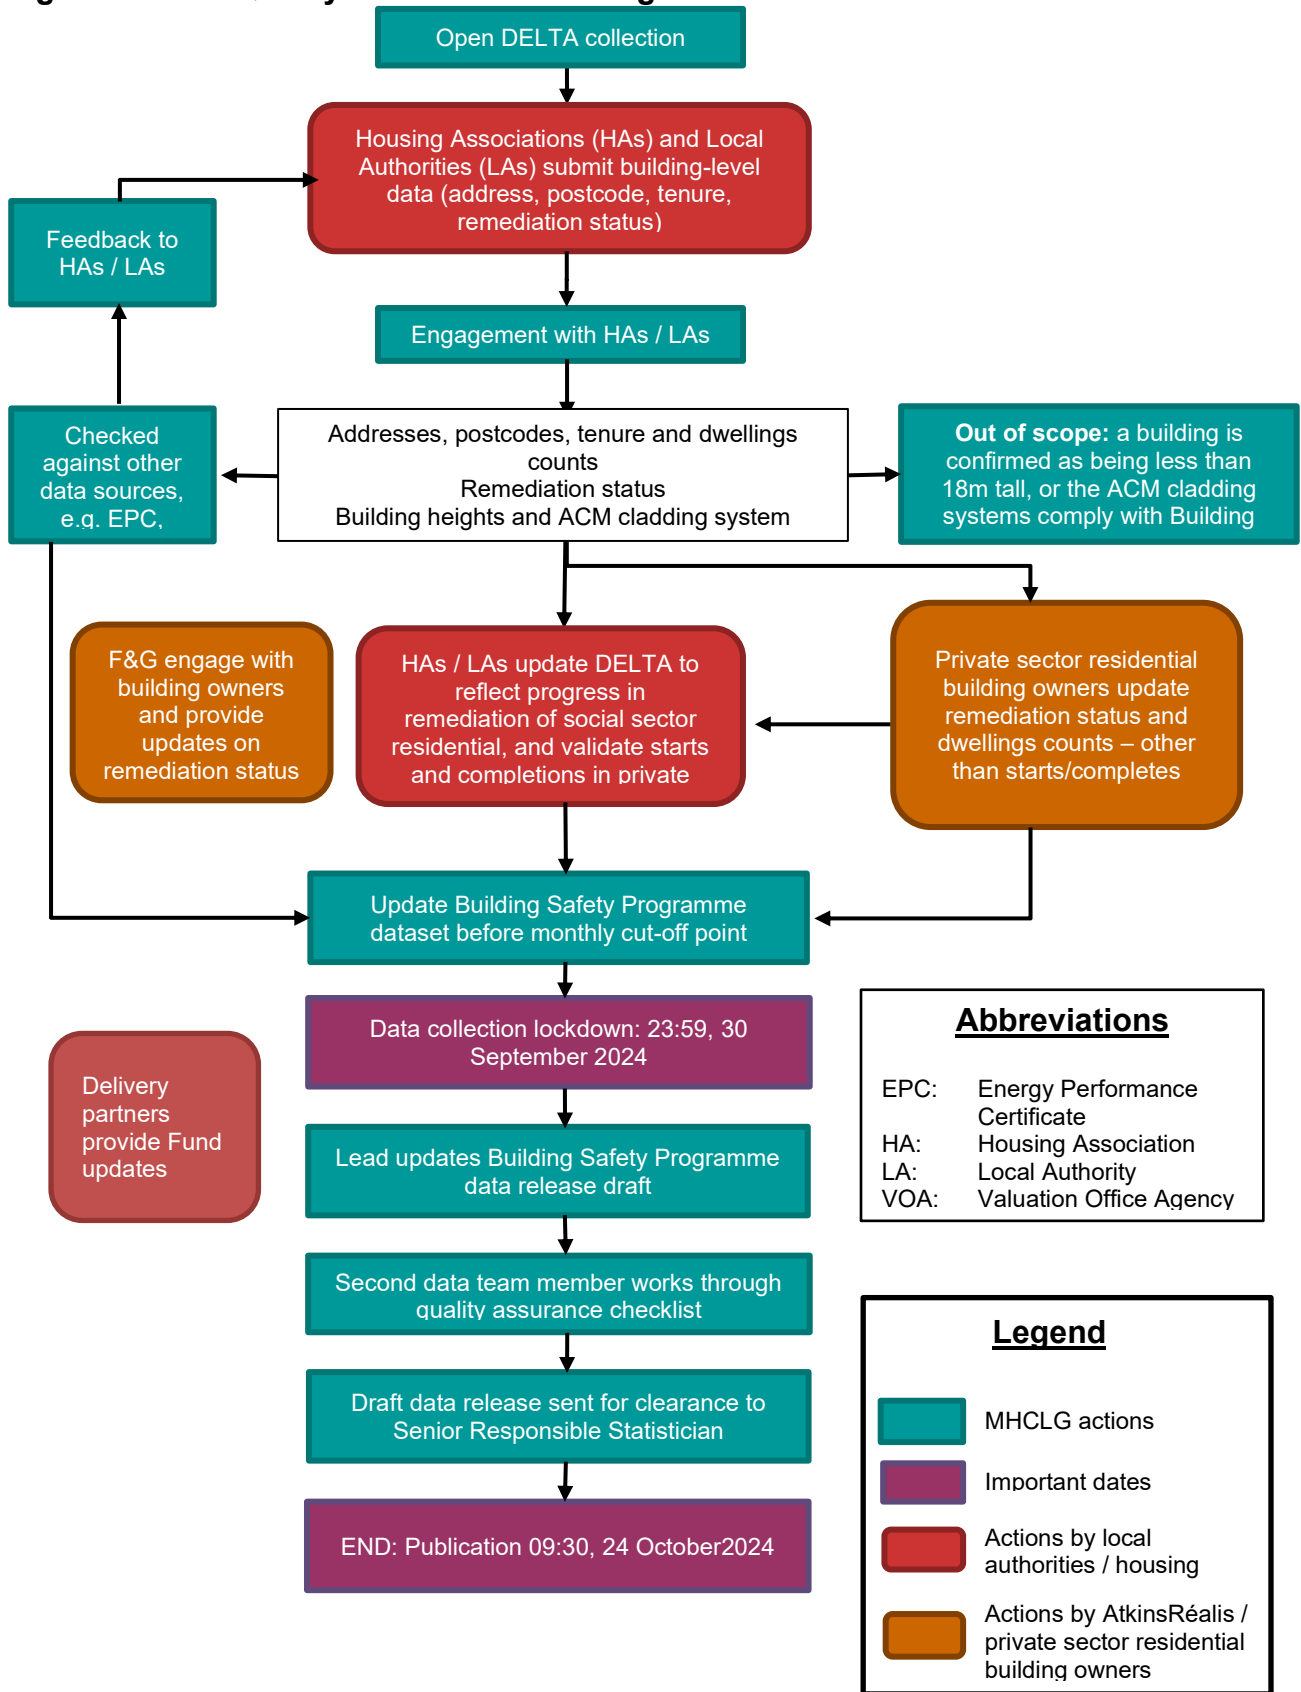 Open DELTA collection
Housing Associations (HAs) and Local
Authorities (LAs) submit building-level
data (address, postcode, tenure,
remediation status)
Feedback to
HAs / LAs
Engagement with HAs / LAs
Checked
against other
data sources,
e.g. EPC,
Addresses, postcodes, tenure and dwellings
counts
Remediation status
Building heights and ACM cladding system
Out of scope: a building is
confirmed as being less than
18m tall, or the ACM cladding
systems comply with Building
F&G engage with
building owners
and provide
updates on
remediation status
HAs / LAs update DELTA to
reflect progress in
remediation of social sector
residential, and validate starts
and completions in private
Private sector residential
building owners update
remediation status and
dwellings counts – other
than starts/completes
Update Building Safety Programme
dataset before monthly cut-off point
Data collection lockdown: 23:59, 30
September 2024
Delivery
partners
provide Fund
updates
Lead updates Building Safety Programme
data release draft
Second data team member works through
quality assurance checklist
Draft data release sent for clearance to
Senior Responsible Statistician
END: Publication 09:30, 24 October2024
Abbreviations
EPC: Energy Performance
Certificate
HA: Housing Association
LA: Local Authority
VOA: Valuation Office Agency
Legend
MHCLG actions
Important dates
Actions by local
authorities / housing
Actions by AtkinsRéalis /
private sector residential
building owners